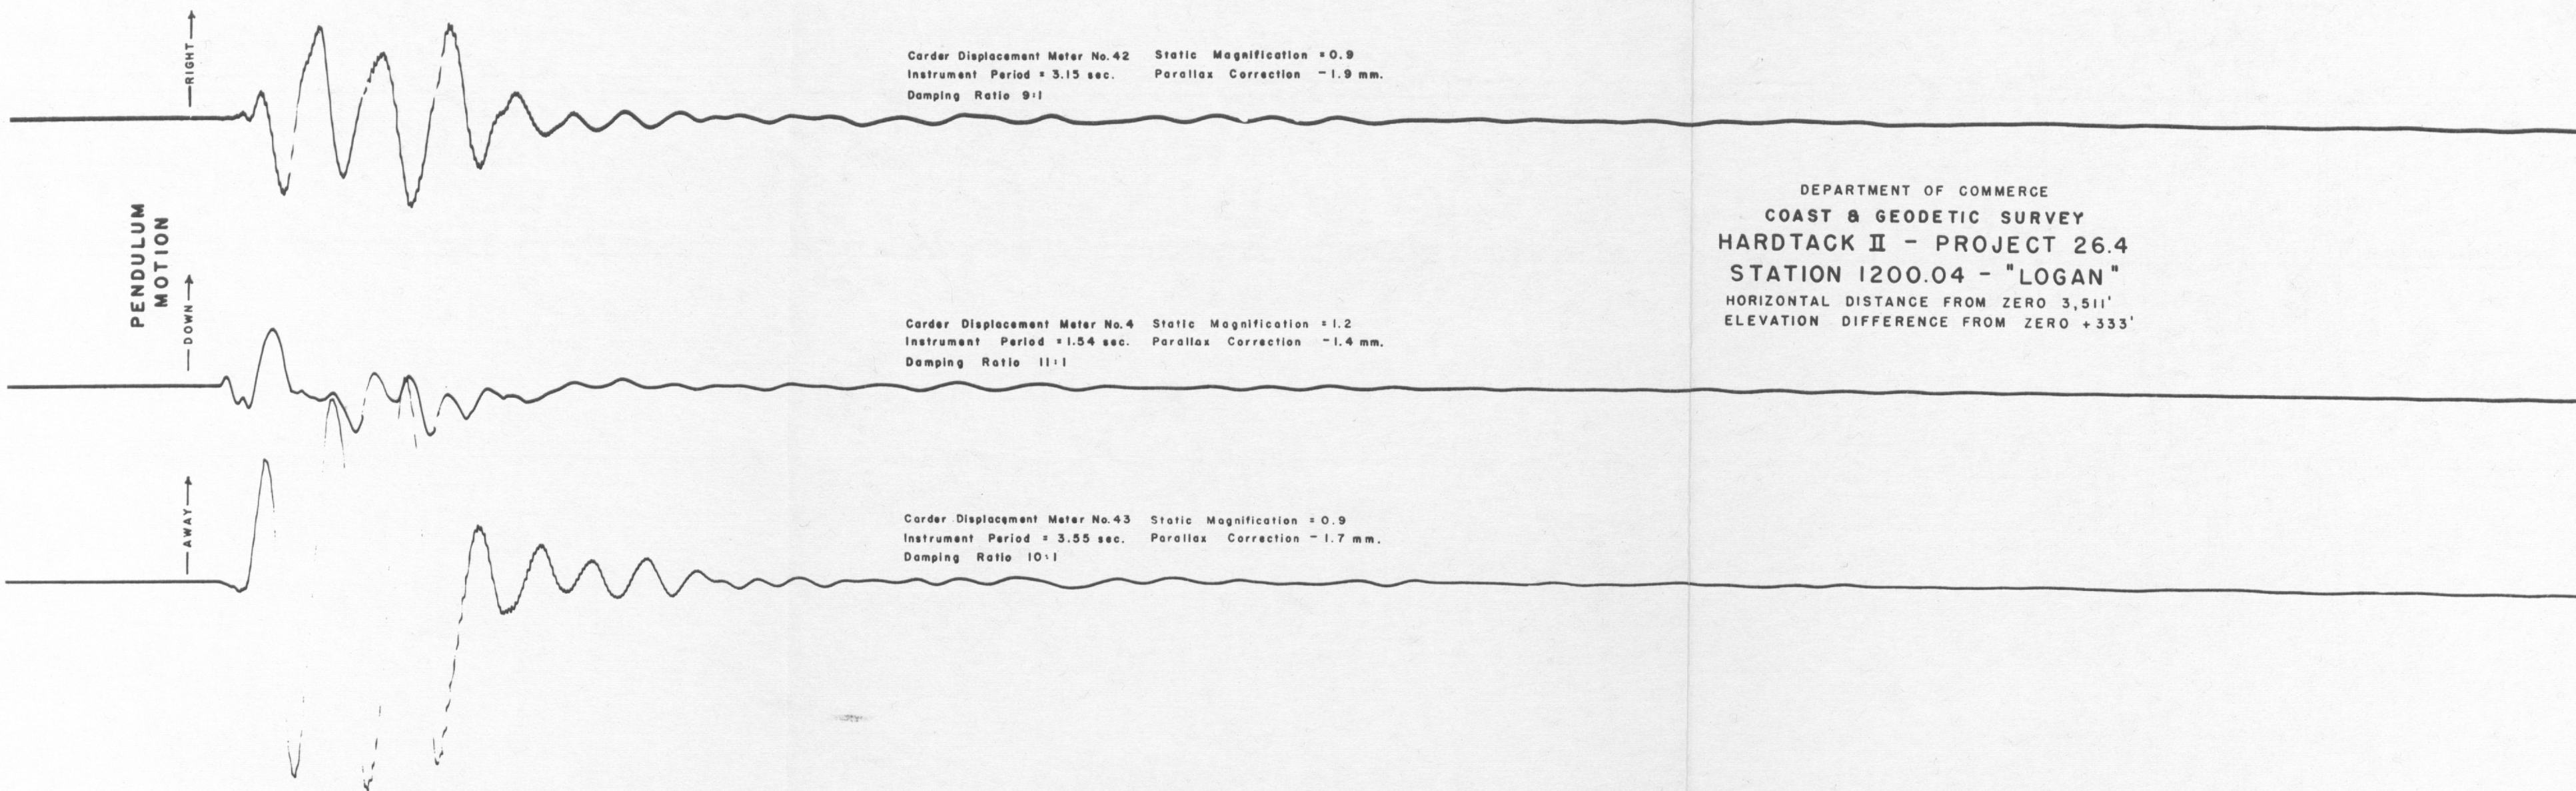 RIGHT
Carder Displacement Meter No. 42 Static Magnification = 0.9
Instrument Period = 3.15 sec. Parallax Correction - 1.9 mm.
Damping Ratio 9:1
PENDULUM
MOTION
DEPARTMENT OF COMMERCE
COAST & GEODETIC SURVEY
HARDTACK II - PROJECT 26.4
STATION 1200.04 - "LOGAN"
HORIZONTAL DISTANCE FROM ZERO 3,511'
ELEVATION DIFFERENCE FROM ZERO +333'
DOWN
Carder Displacement Meter No. 4 Static Magnification = 1.2
Instrument Period = 1.54 sec. Parallax Correction - 1.4 mm.
Damping Ratio 11:1
AWAY
Carder Displacement Meter No. 43 Static Magnification = 0.9
Instrument Period = 3.55 sec. Parallax Correction - 1.7 mm.
Damping Ratio 10:1